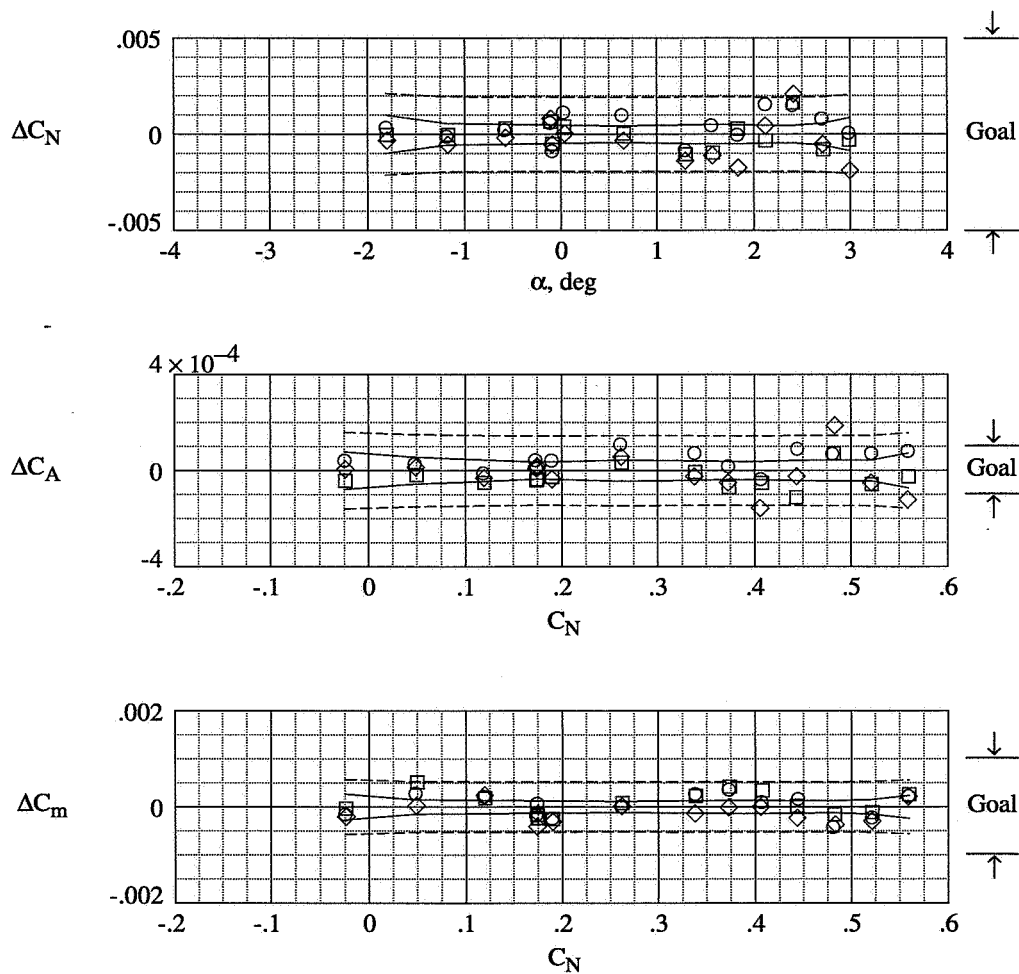 .005
ΔC_N
0
Goal
-.005
-4 -3 -2 -1 0 1 2 3 4
α, deg
4 × 10^−4
ΔC_A
0
Goal
-4
-.2 -.1 0 .1 .2 .3 .4 .5 .6
C_N
.002
ΔC_m
0
Goal
-.002
-.2 -.1 0 .1 .2 .3 .4 .5 .6
C_N